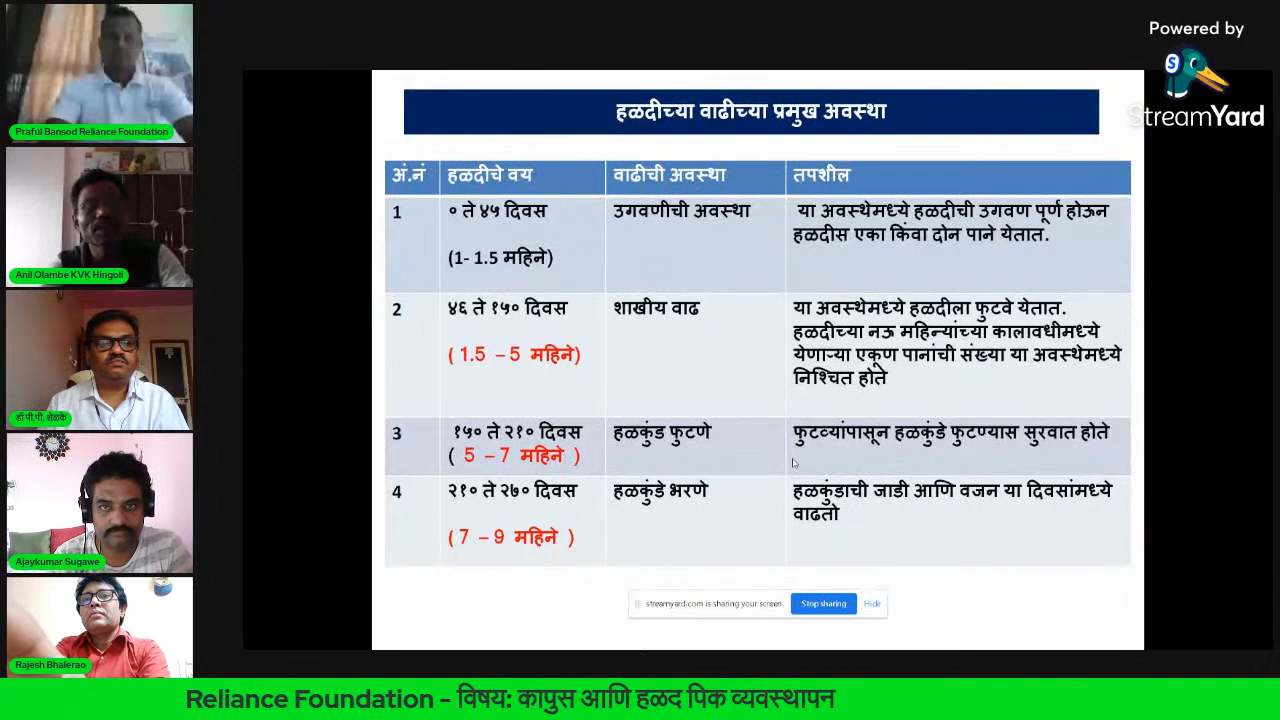 Powered by
S
StreamYard
Praful Bansod Reliance Foundation
Anil Olambe KVK Hingoli
डॉ पी.पी. शेळके
Ajaykumar Sugawe
Rajesh Bhalerao
हळदीच्या वाढीच्या प्रमुख अवस्था
अं.नं हळदीचे वय वाढीची अवस्था तपशील
1 ० ते ४५ दिवस उगवणीची अवस्था या अवस्थेमध्ये हळदीची उगवण पूर्ण होऊन
हळदीस एका किंवा दोन पाने येतात.
(1- 1.5 महिने)
2 ४६ ते १५० दिवस शाखीय वाढ या अवस्थेमध्ये हळदीला फुटवे येतात.
हळदीच्या नऊ महिन्यांच्या कालावधीमध्ये
( 1.5 – 5 महिने) येणाऱ्या एकूण पानांची संख्या या अवस्थेमध्ये
निश्चित होते
3 १५० ते २१० दिवस हळकुंड फुटणे फुटव्यांपासून हळकुंडे फुटण्यास सुरवात होते
( 5 – 7 महिने )
4 २१० ते २७० दिवस हळकुंडे भरणे हळकुंडाची जाडी आणि वजन या दिवसांमध्ये
वाढतो
( 7 – 9 महिने )
streamyard.com is sharing your screen. Stop sharing Hide
Reliance Foundation - विषय: कापुस आणि हळद पिक व्यवस्थापन